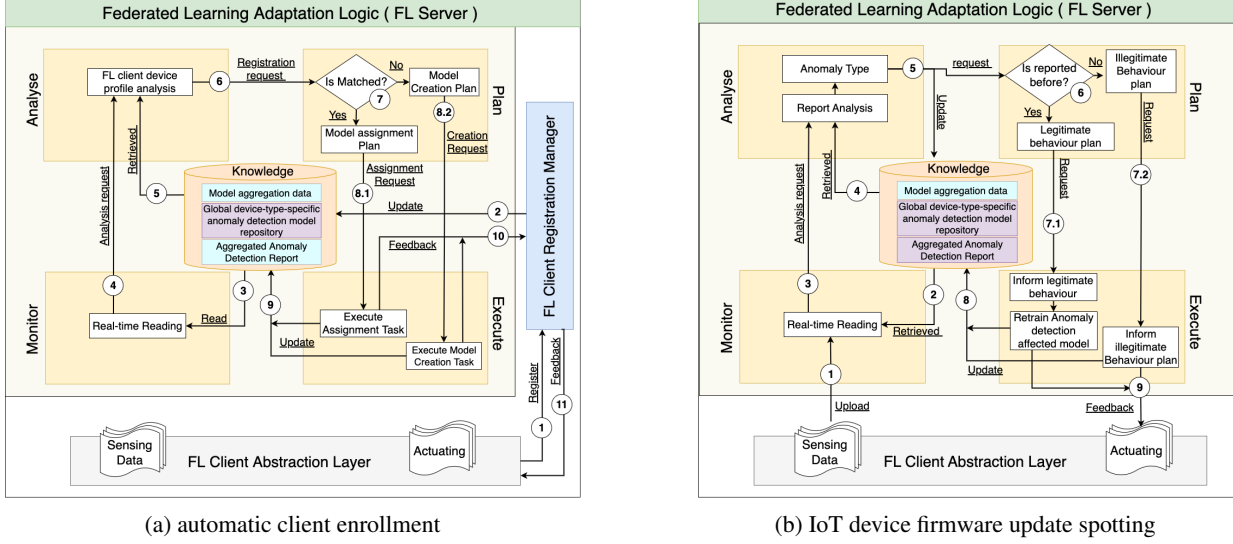 Federated Learning Adaptation Logic ( FL Server )
Analyse
FL client device
profile analysis
6
Registration
request
Is Matched?
7
No
Yes
Model
Creation Plan
Plan
8.2
Model assignment
Plan
Creation
Request
Assignment
Request
8.1
Analysis request
Retrieved
5
Knowledge
Model aggregation data
Global device-type-specific
anomaly detection model
repository
Aggregated Anomaly
Detection Report
2
Update
10
Feedback
FL Client Registration Manager
Monitor
4
3
9
Real-time Reading
Read
Execute
Assignment Task
Update
Execute Model
Creation Task
Execute
Register
1
Feedback
11
Sensing
Data
FL Client Abstraction Layer
Actuating
(a) automatic client enrollment
Federated Learning Adaptation Logic ( FL Server )
Analyse
Anomaly Type
5
request
Update
Report Analysis
Is reported
before?
6
No
Yes
Illegitimate
Behaviour
plan
Plan
Legitimate
behaviour plan
Request
Request
7.2
7.1
Analysis request
Retrieved
4
Knowledge
Model aggregation data
Global device-type-specific
anomaly detection model
repository
Aggregated Anomaly
Detection Report
Monitor
3
2
8
Real-time Reading
Retrieved
Inform legitimate
behaviour
Retrain Anomaly
detection
affected model
Inform
illegitimate
Behaviour plan
Execute
Update
1
9
Upload
Feedback
Sensing
Data
FL Client Abstraction Layer
Actuating
(b) IoT device firmware update spotting